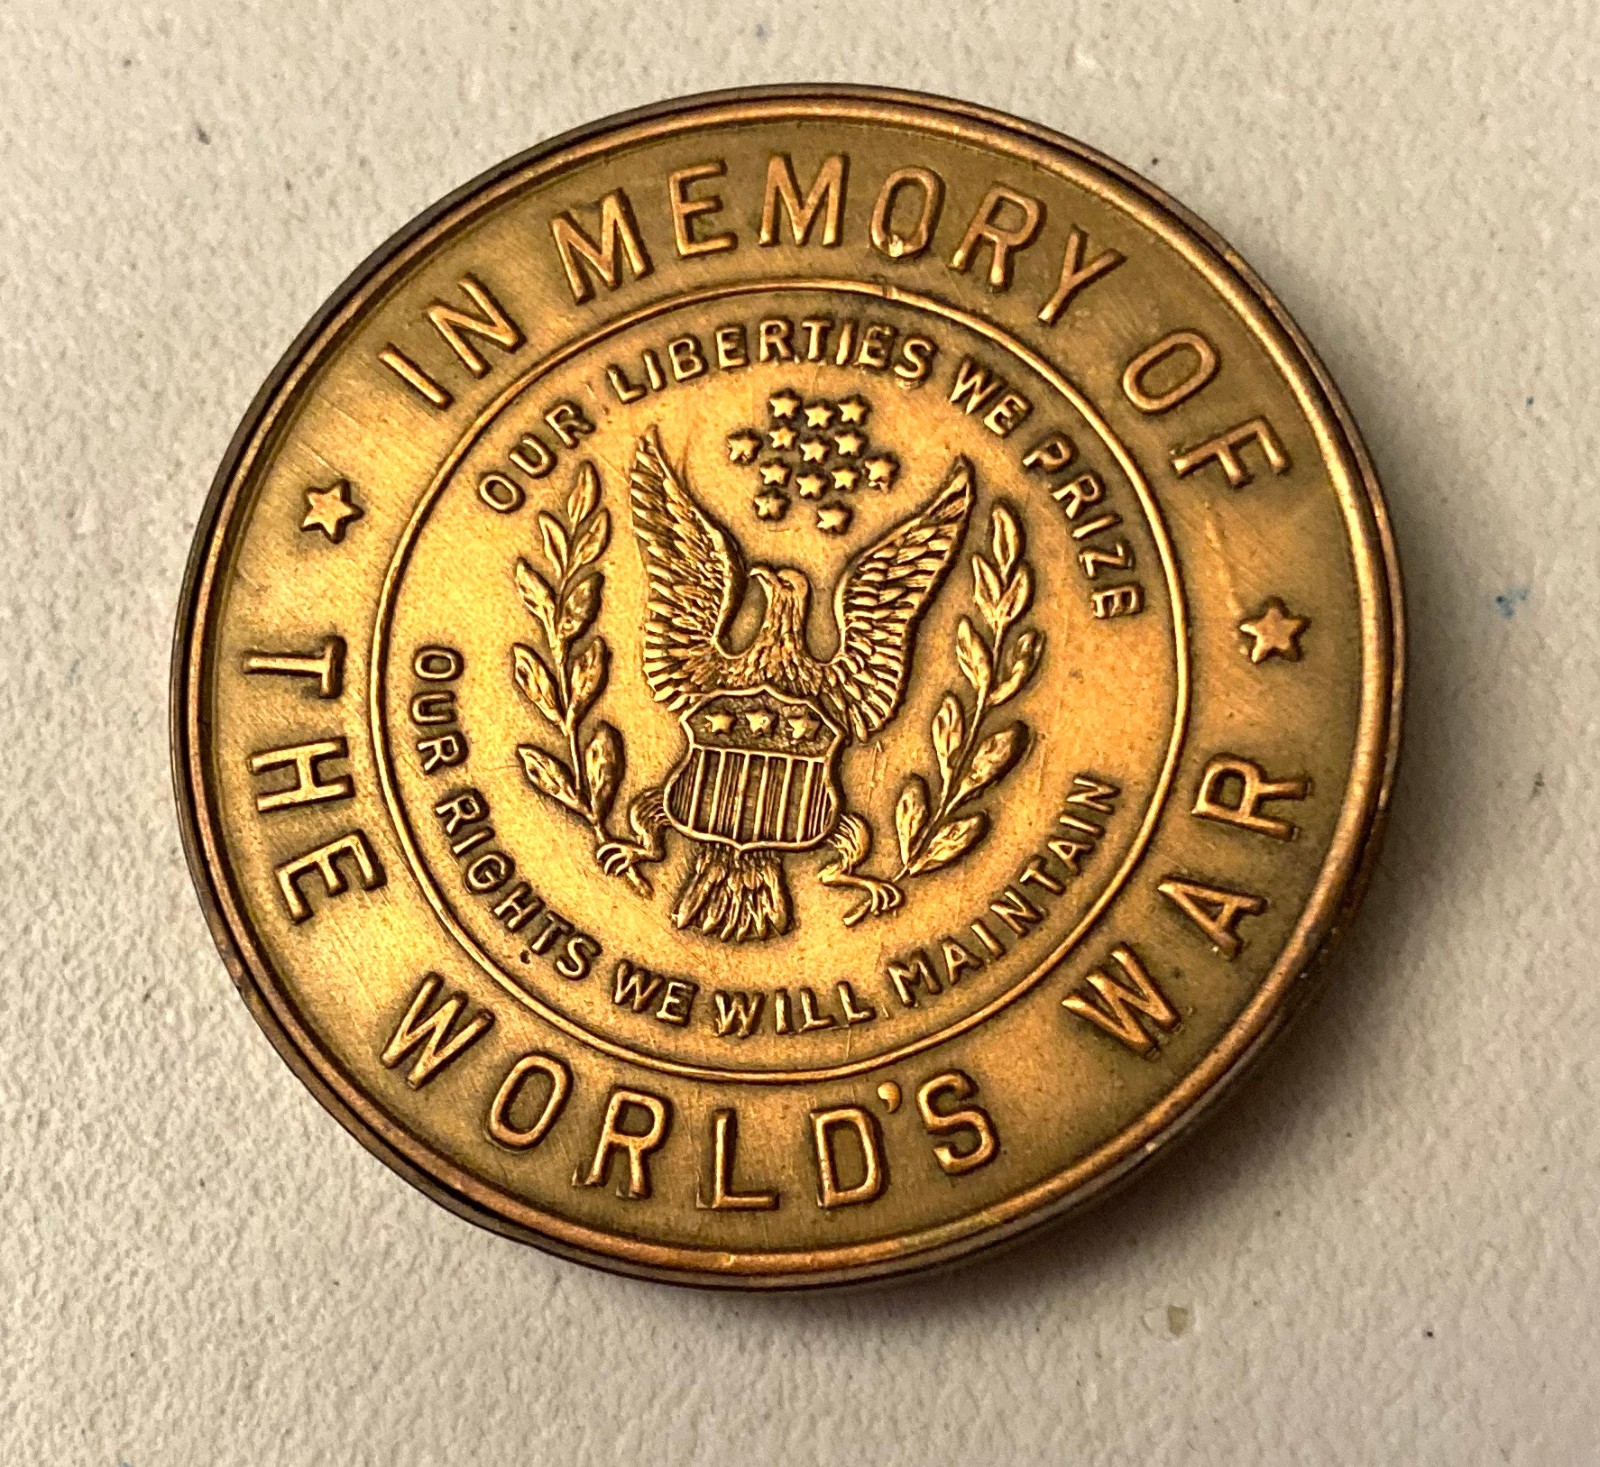 IN MEMORY OF
THE WORLD'S WAR
OUR LIBERTIES WE PRIZE
OUR RIGHTS WE WILL MAINTAIN